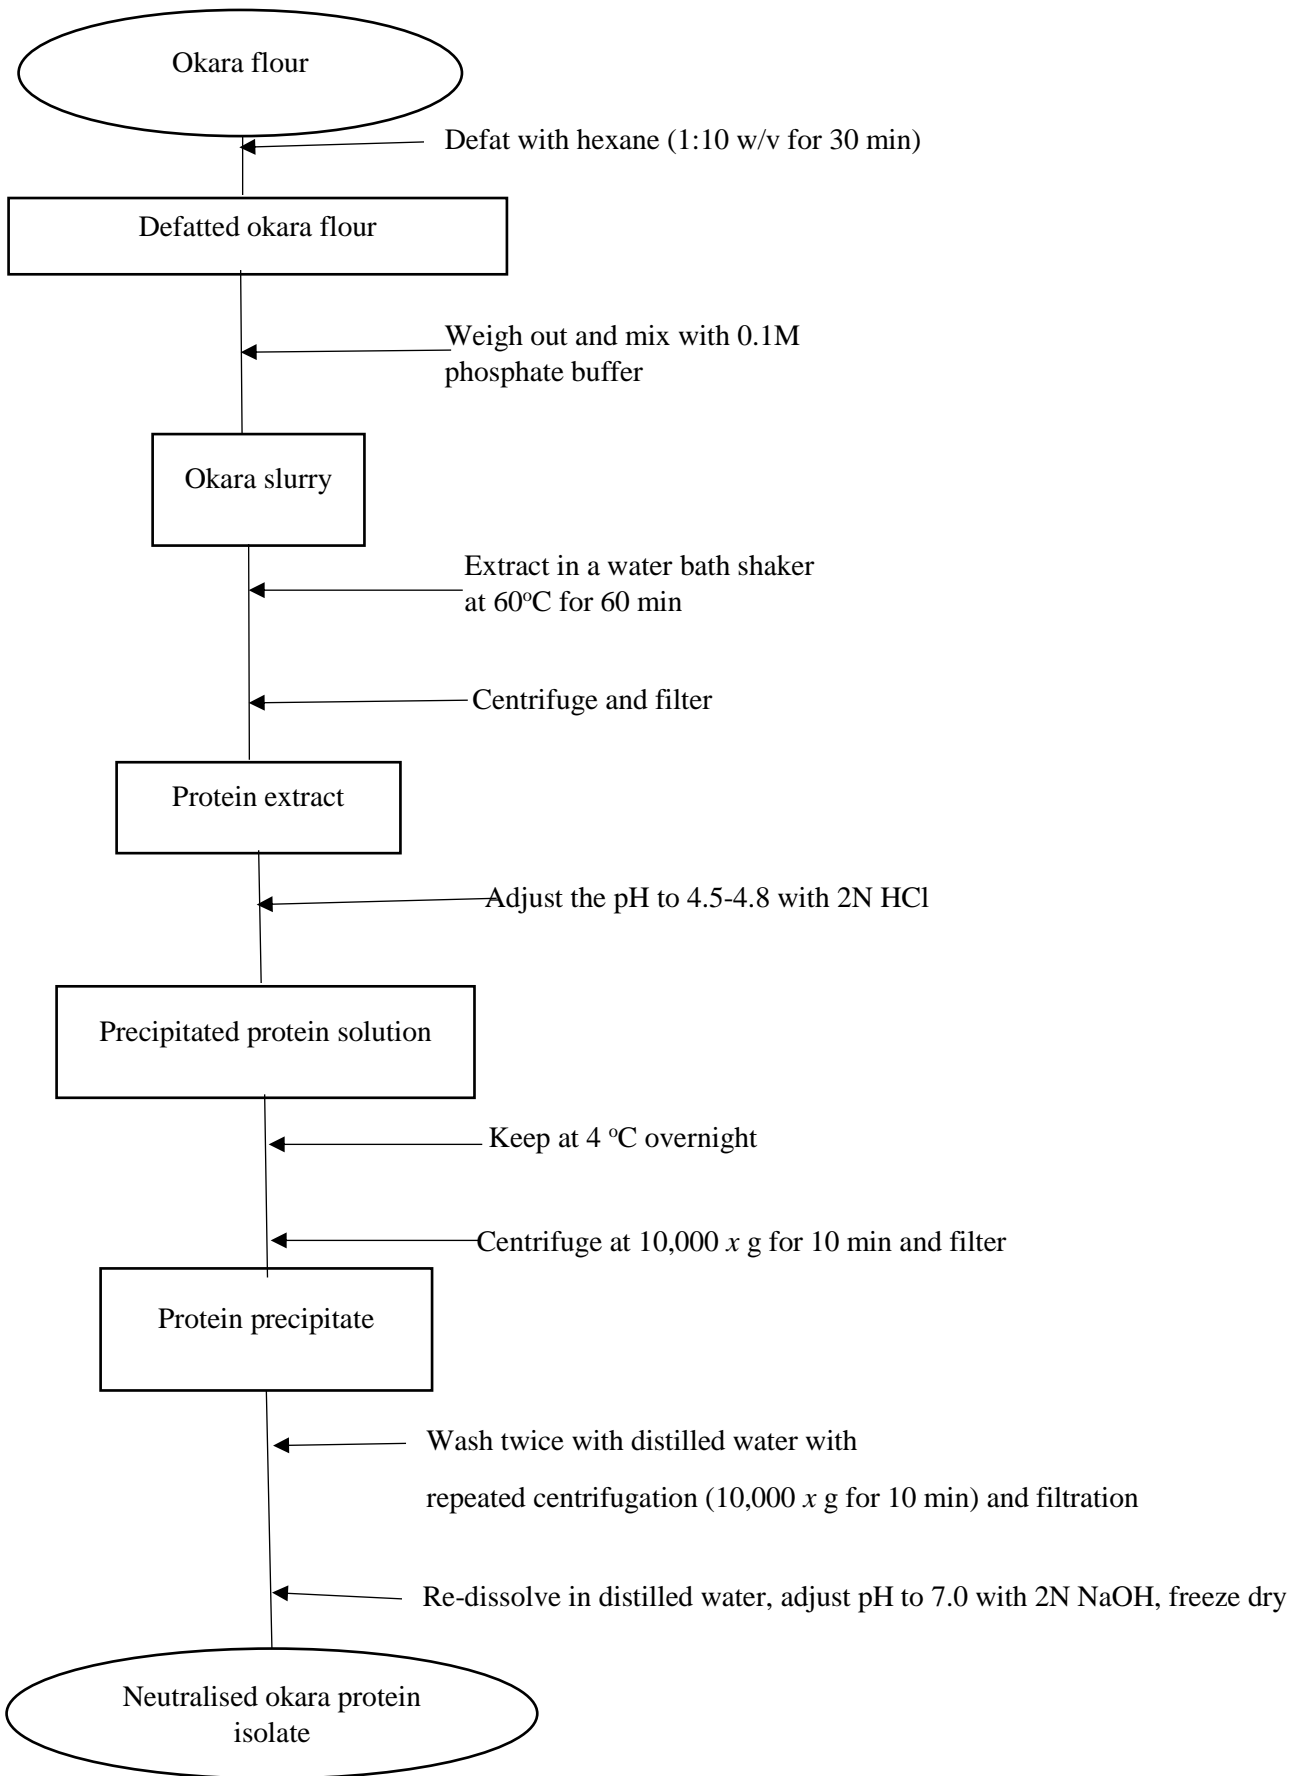 Okara flour
Defat with hexane (1:10 w/v for 30 min)
Defatted okara flour
Weigh out and mix with 0.1M
phosphate buffer
Okara slurry
Extract in a water bath shaker
at 60°C for 60 min
Centrifuge and filter
Protein extract
Adjust the pH to 4.5-4.8 with 2N HCl
Precipitated protein solution
Keep at 4 °C overnight
Centrifuge at 10,000 x g for 10 min and filter
Protein precipitate
Wash twice with distilled water with
repeated centrifugation (10,000 x g for 10 min) and filtration
Re-dissolve in distilled water, adjust pH to 7.0 with 2N NaOH, freeze dry
Neutralised okara protein
isolate